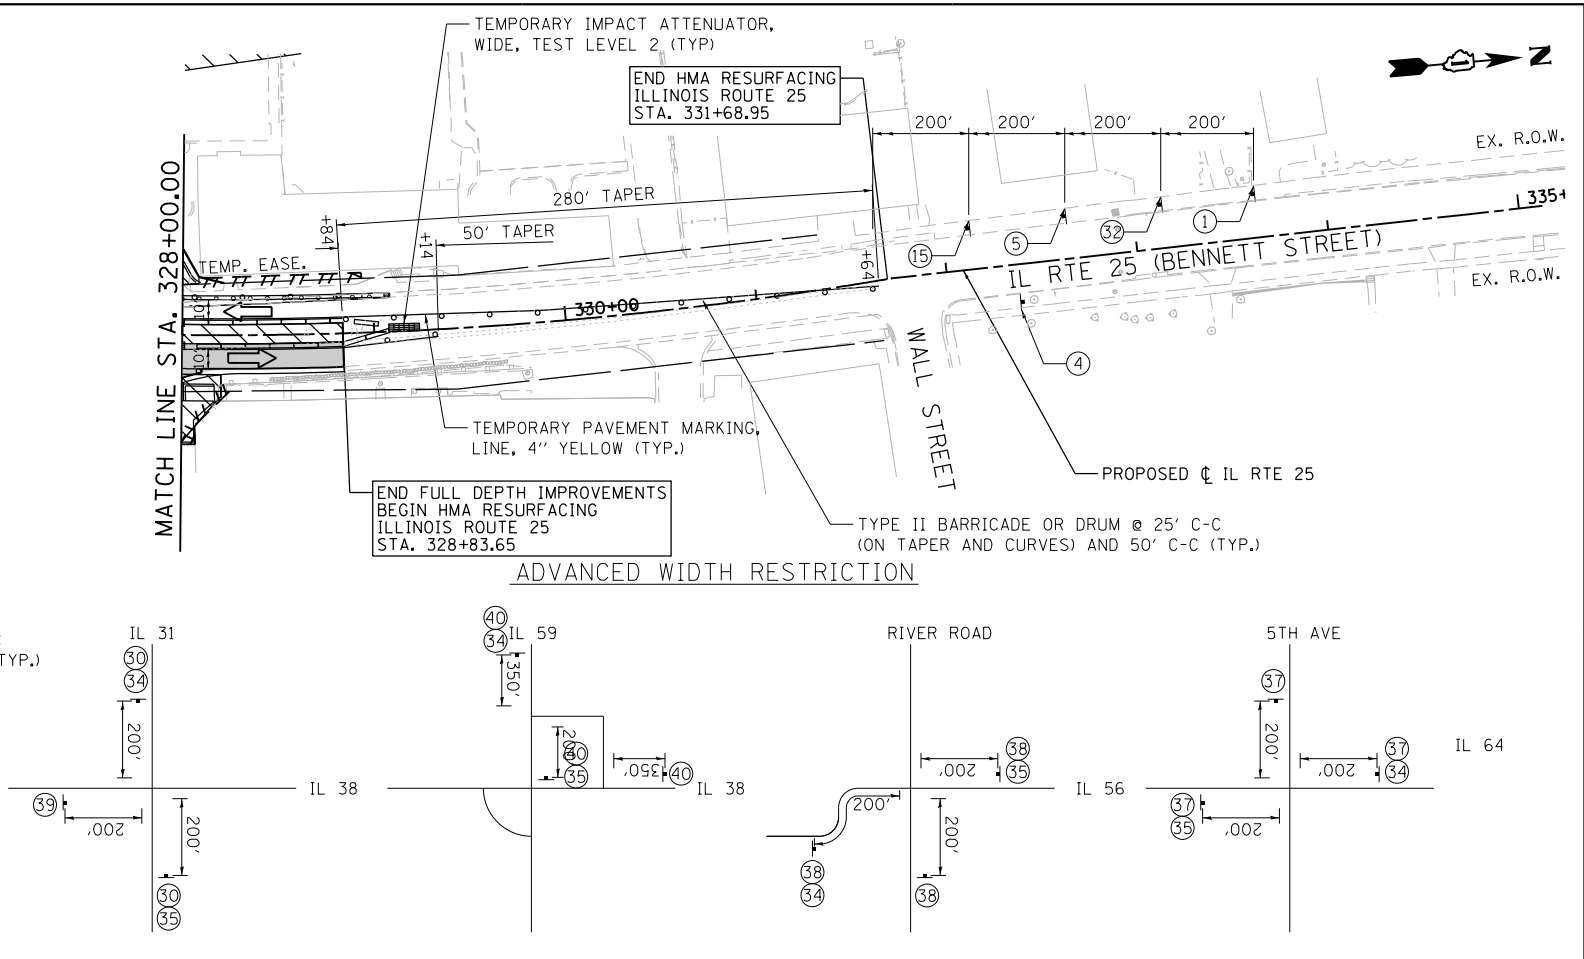 TEMPORARY IMPACT ATTENUATOR,
WIDE, TEST LEVEL 2 (TYP)
END HMA RESURFACING
ILLINOIS ROUTE 25
STA. 331+68.95
N
200'
200'
200'
200'
EX. R.O.W.
280' TAPER
50' TAPER
+84
+14
+64
TEMP. EASE.
MATCH LINE STA. 328+00.00
10'
10'
330+00
335+
15
5
32
1
IL RTE 25 (BENNETT STREET)
EX. R.O.W.
4
WALL STREET
TEMPORARY PAVEMENT MARKING,
LINE, 4" YELLOW (TYP.)
PROPOSED ℄ IL RTE 25
END FULL DEPTH IMPROVEMENTS
BEGIN HMA RESURFACING
ILLINOIS ROUTE 25
STA. 328+83.65
TYPE II BARRICADE OR DRUM @ 25' C-C
(ON TAPER AND CURVES) AND 50' C-C (TYP.)
ADVANCED WIDTH RESTRICTION
TYP.)
IL 31
30
34
200'
39
200'
200'
30
35
IL 38
40
34
IL 59
350'
200'
40
35
350'
40
IL 38
RIVER ROAD
38
35
200'
200'
200'
38
34
38
IL 56
5TH AVE
37
200'
37
34
200'
37
35
200'
IL 64